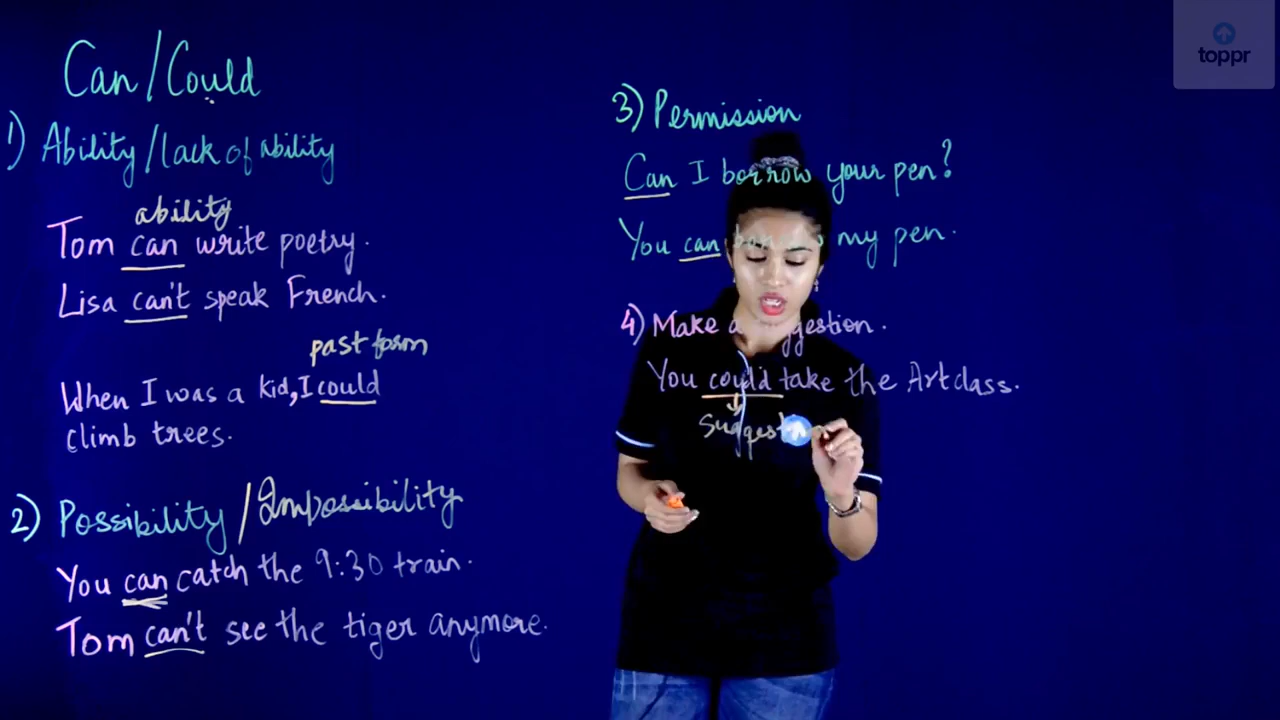 Can/Could
1) Ability/lack of ability
ability
Tom can write poetry.
Lisa can't speak French.
past form
When I was a kid, I could
climb trees.
2) Possibility/Impossibility
You can catch the 9:30 train.
Tom can't see the tiger anymore.
3) Permission
Can I borrow your pen?
You can borrow my pen.
4) Make a suggestion.
You could take the Art class.
Suggest
toppr